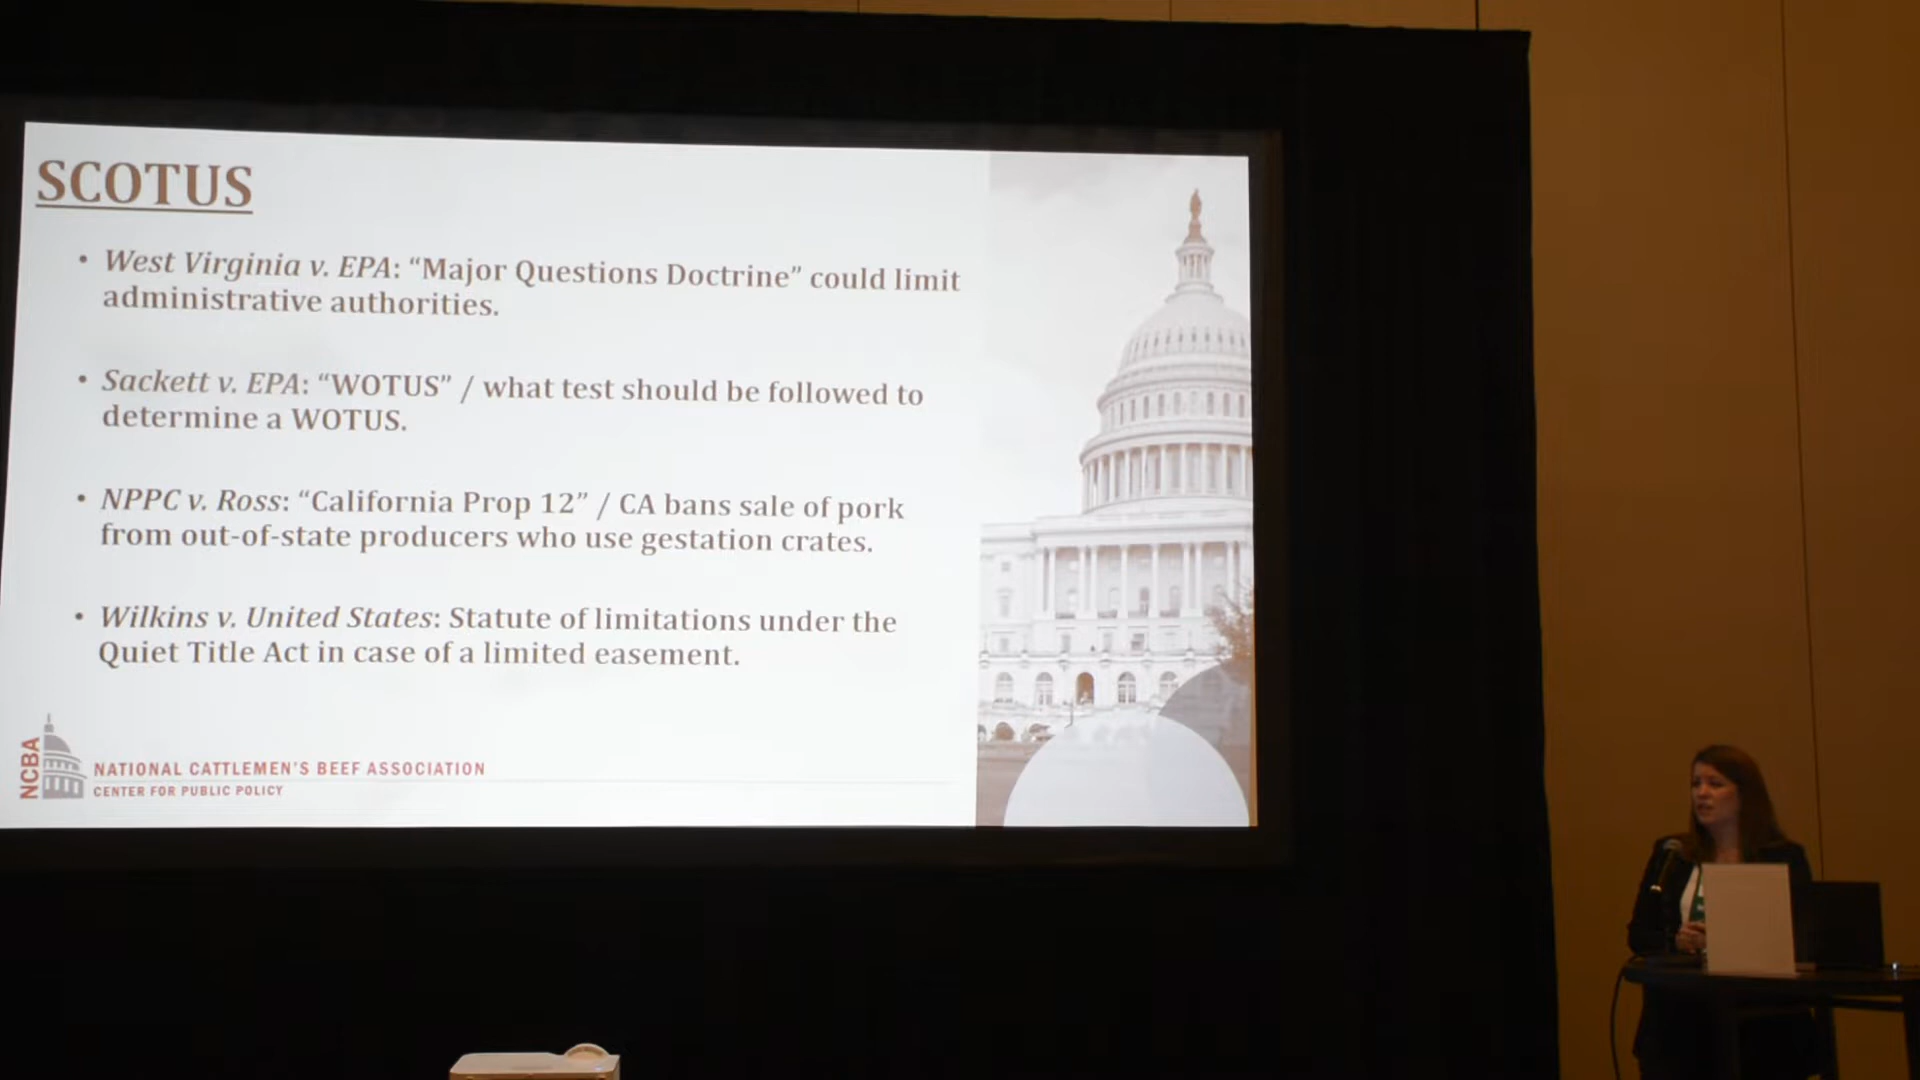 SCOTUS
• West Virginia v. EPA: “Major Questions Doctrine” could limit
administrative authorities.
• Sackett v. EPA: “WOTUS” / what test should be followed to
determine a WOTUS.
• NPPC v. Ross: “California Prop 12” / CA bans sale of pork
from out-of-state producers who use gestation crates.
• Wilkins v. United States: Statute of limitations under the
Quiet Title Act in case of a limited easement.
NCBA
NATIONAL CATTLEMEN'S BEEF ASSOCIATION
CENTER FOR PUBLIC POLICY